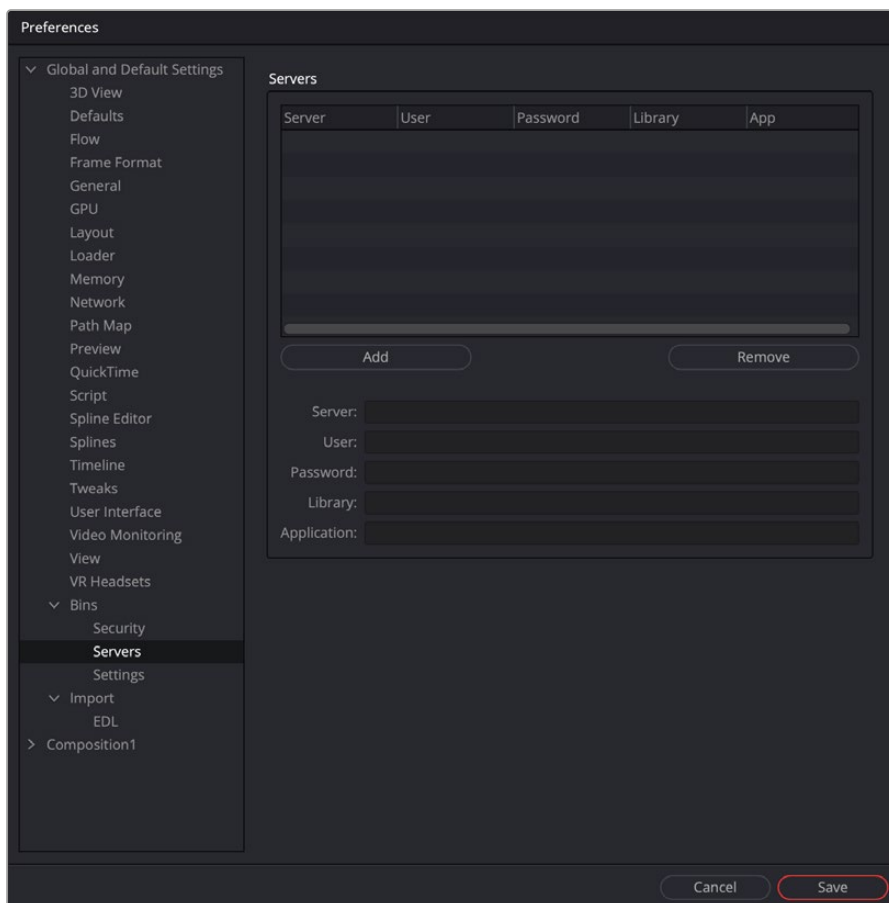 Preferences
Global and Default Settings
3D View
Defaults
Flow
Frame Format
General
GPU
Layout
Loader
Memory
Network
Path Map
Preview
QuickTime
Script
Spline Editor
Splines
Timeline
Tweaks
User Interface
Video Monitoring
View
VR Headsets
Bins
Security
Servers
Settings
Import
EDL
Composition1
Servers
Server User Password Library App
Add Remove
Server:
User:
Password:
Library:
Application:
Cancel Save